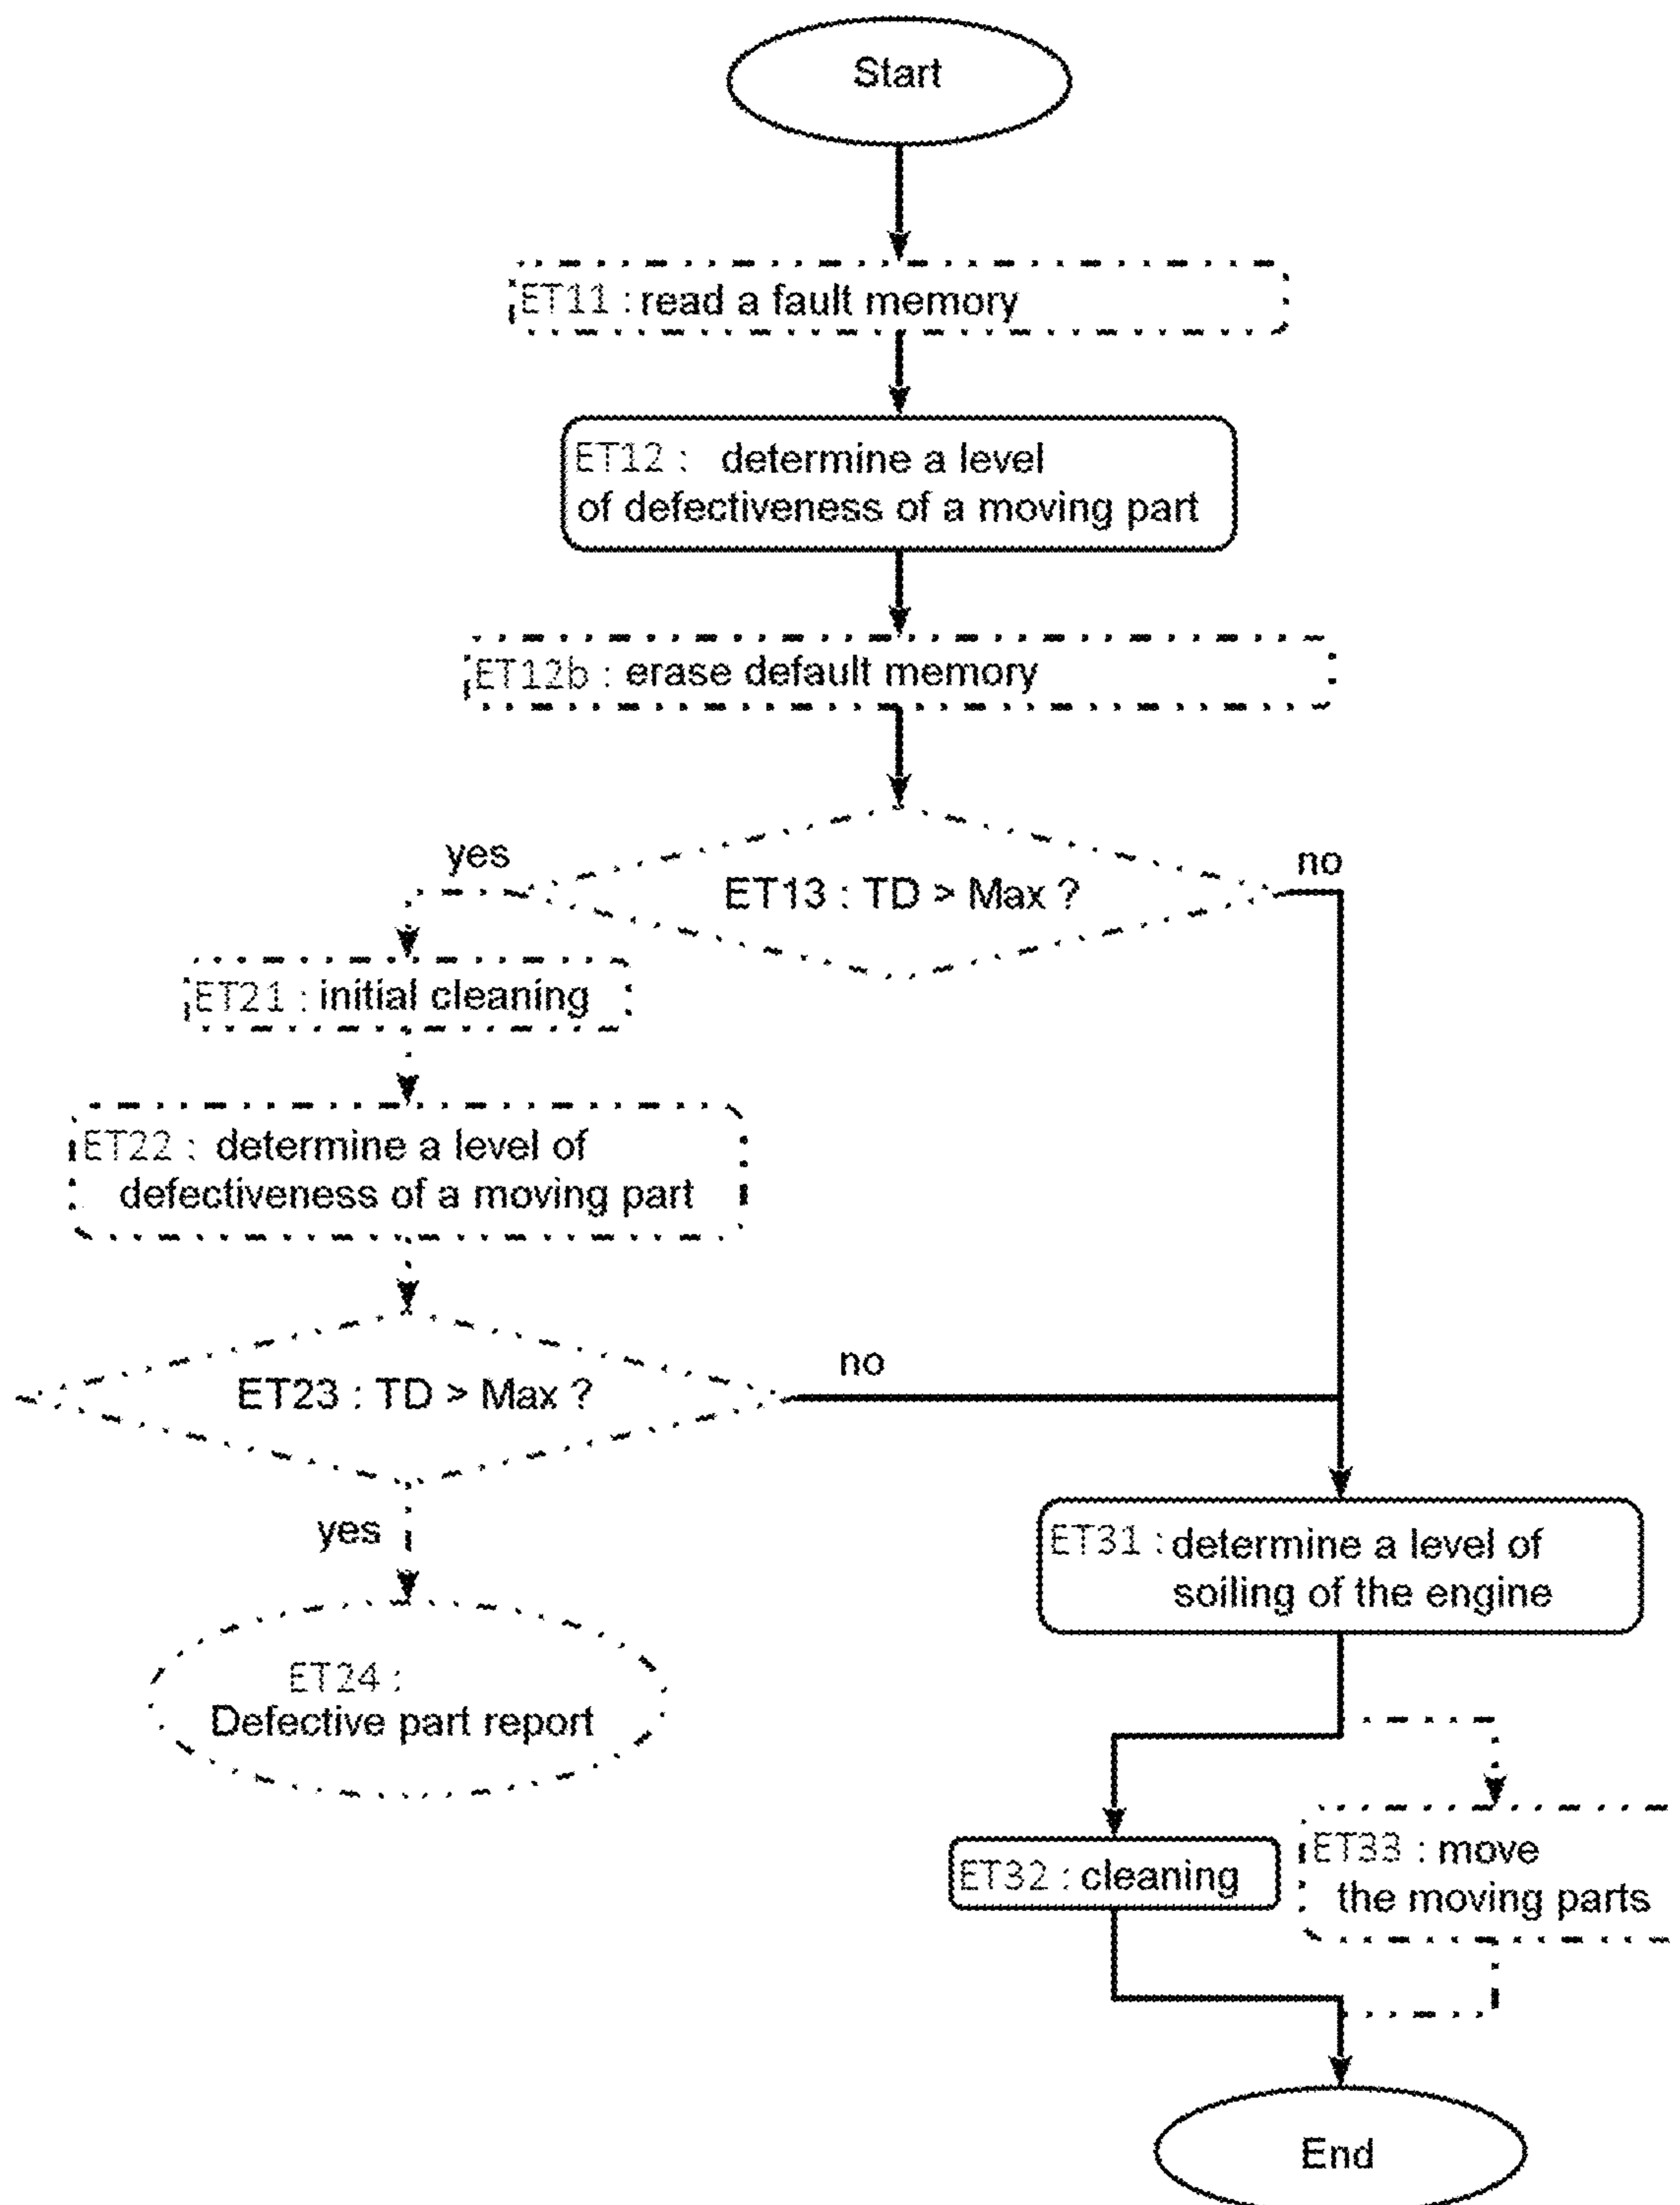 Start
ET11 : read a fault memory
ET12 : determine a level
of defectiveness of a moving part
ET12b : erase default memory
yes
no
ET13 : TD > Max ?
ET21 : initial cleaning
ET22 : determine a level of
defectiveness of a moving part
no
ET23 : TD > Max ?
yes
ET31 : determine a level of
soiling of the engine
ET24 :
Defective part report
ET33 : move
the moving parts
ET32 : cleaning
End